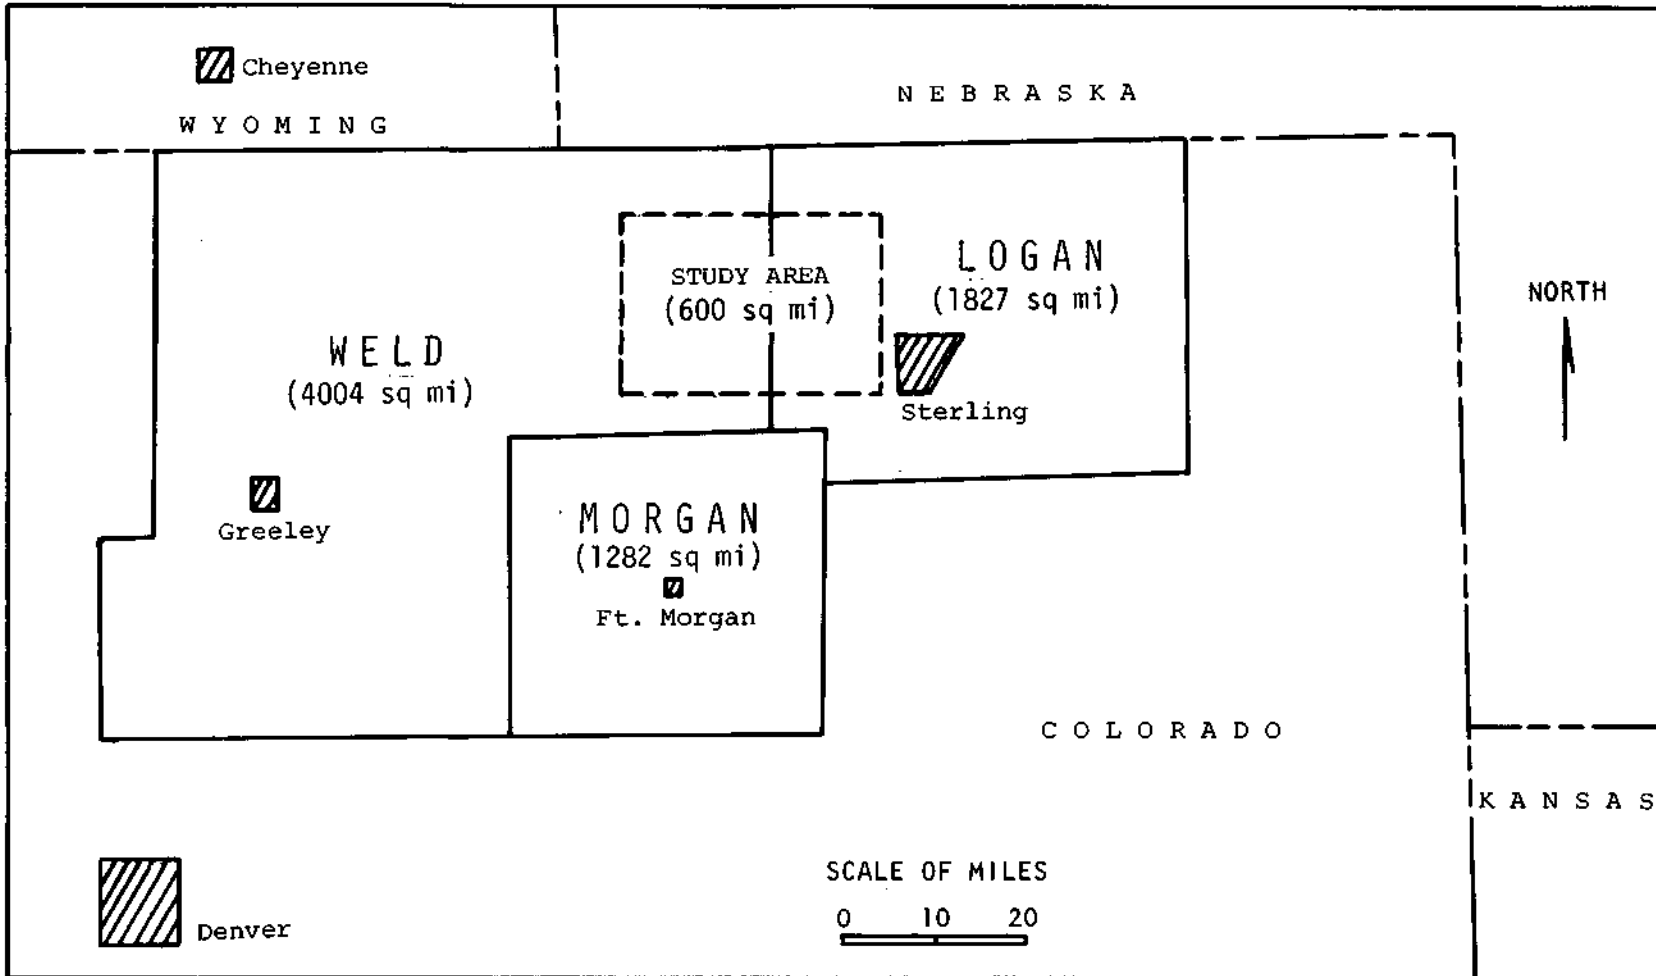 Cheyenne
NEBRASKA
WYOMING
LOGAN
(1827 sq mi)
STUDY AREA
(600 sq mi)
NORTH
WELD
(4004 sq mi)
Sterling
Greeley
MORGAN
(1282 sq mi)
Ft. Morgan
COLORADO
KANSAS
SCALE OF MILES
0 10 20
Denver